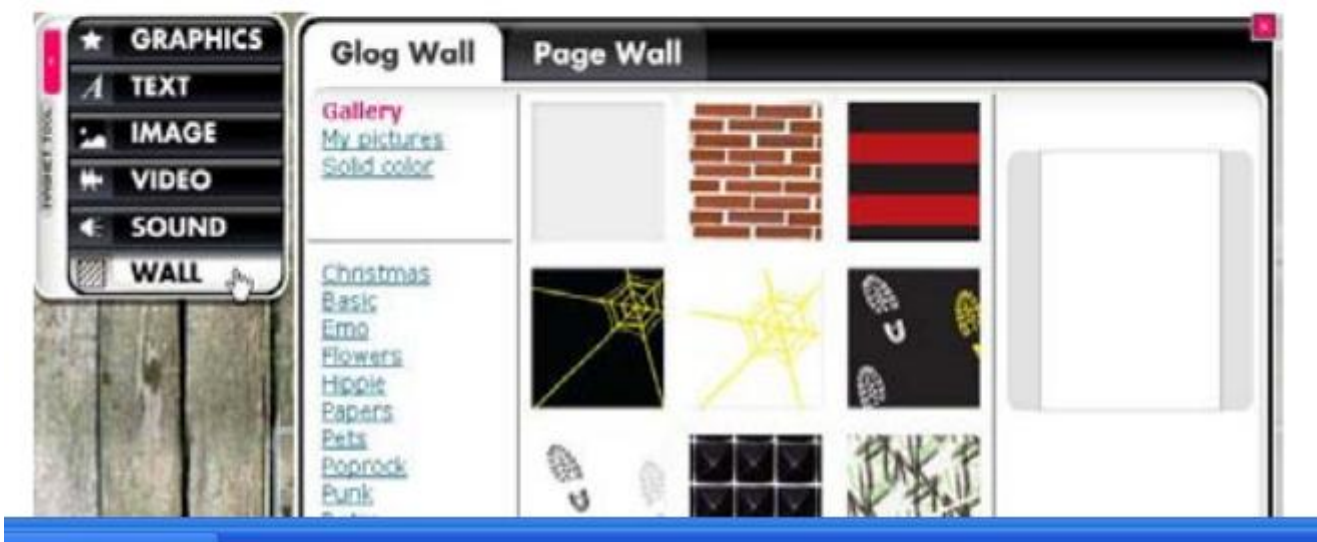 GRAPHICS
TEXT
IMAGE
VIDEO
SOUND
WALL
Glog Wall
Page Wall
Gallery
My pictures
Solid color
Christmas
Basic
Emo
Flowers
Hippie
Papers
Pets
Poprock
Punk